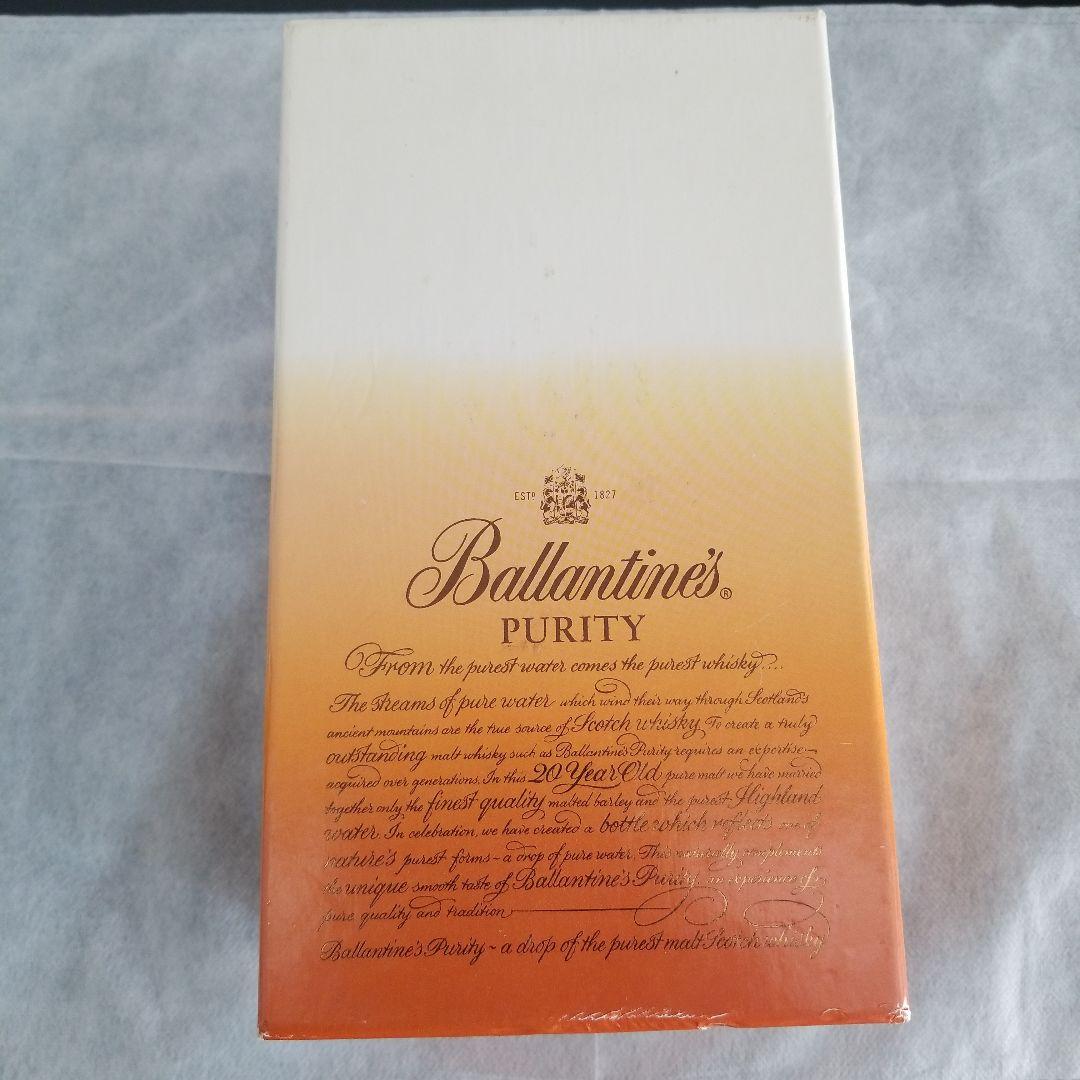 ESTD 1827
Ballantine's®
PURITY
From the purest water comes the purest whisky....
The streams of pure water which wind their way through Scotland's
ancient mountains are the true source of Scotch whisky. To create a truly
outstanding malt whisky such as Ballantine's Purity requires an expertise
acquired over generations. In this 20 Year Old pure malt we have married
together only the finest quality malted barley and the purest Highland
water. In celebration, we have created a bottle which reflects one of
nature's purest forms ~ a drop of pure water. This naturally compliments
the unique smooth taste of Ballantine's Purity, an experience of
pure quality and tradition
Ballantine's Purity ~ a drop of the purest malt Scotch whisky